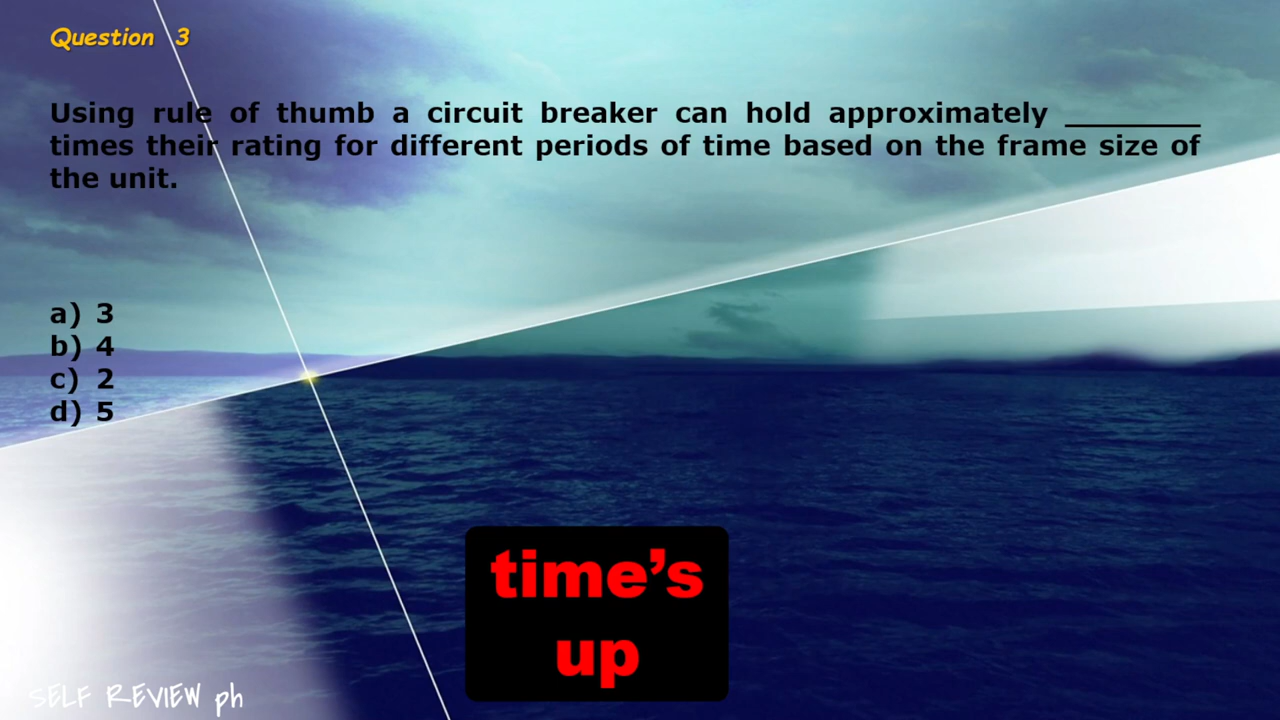 Question 3
Using rule of thumb a circuit breaker can hold approximately ________
times their rating for different periods of time based on the frame size of
the unit.
a) 3
b) 4
c) 2
d) 5
time’s
up
SELF REVIEW ph